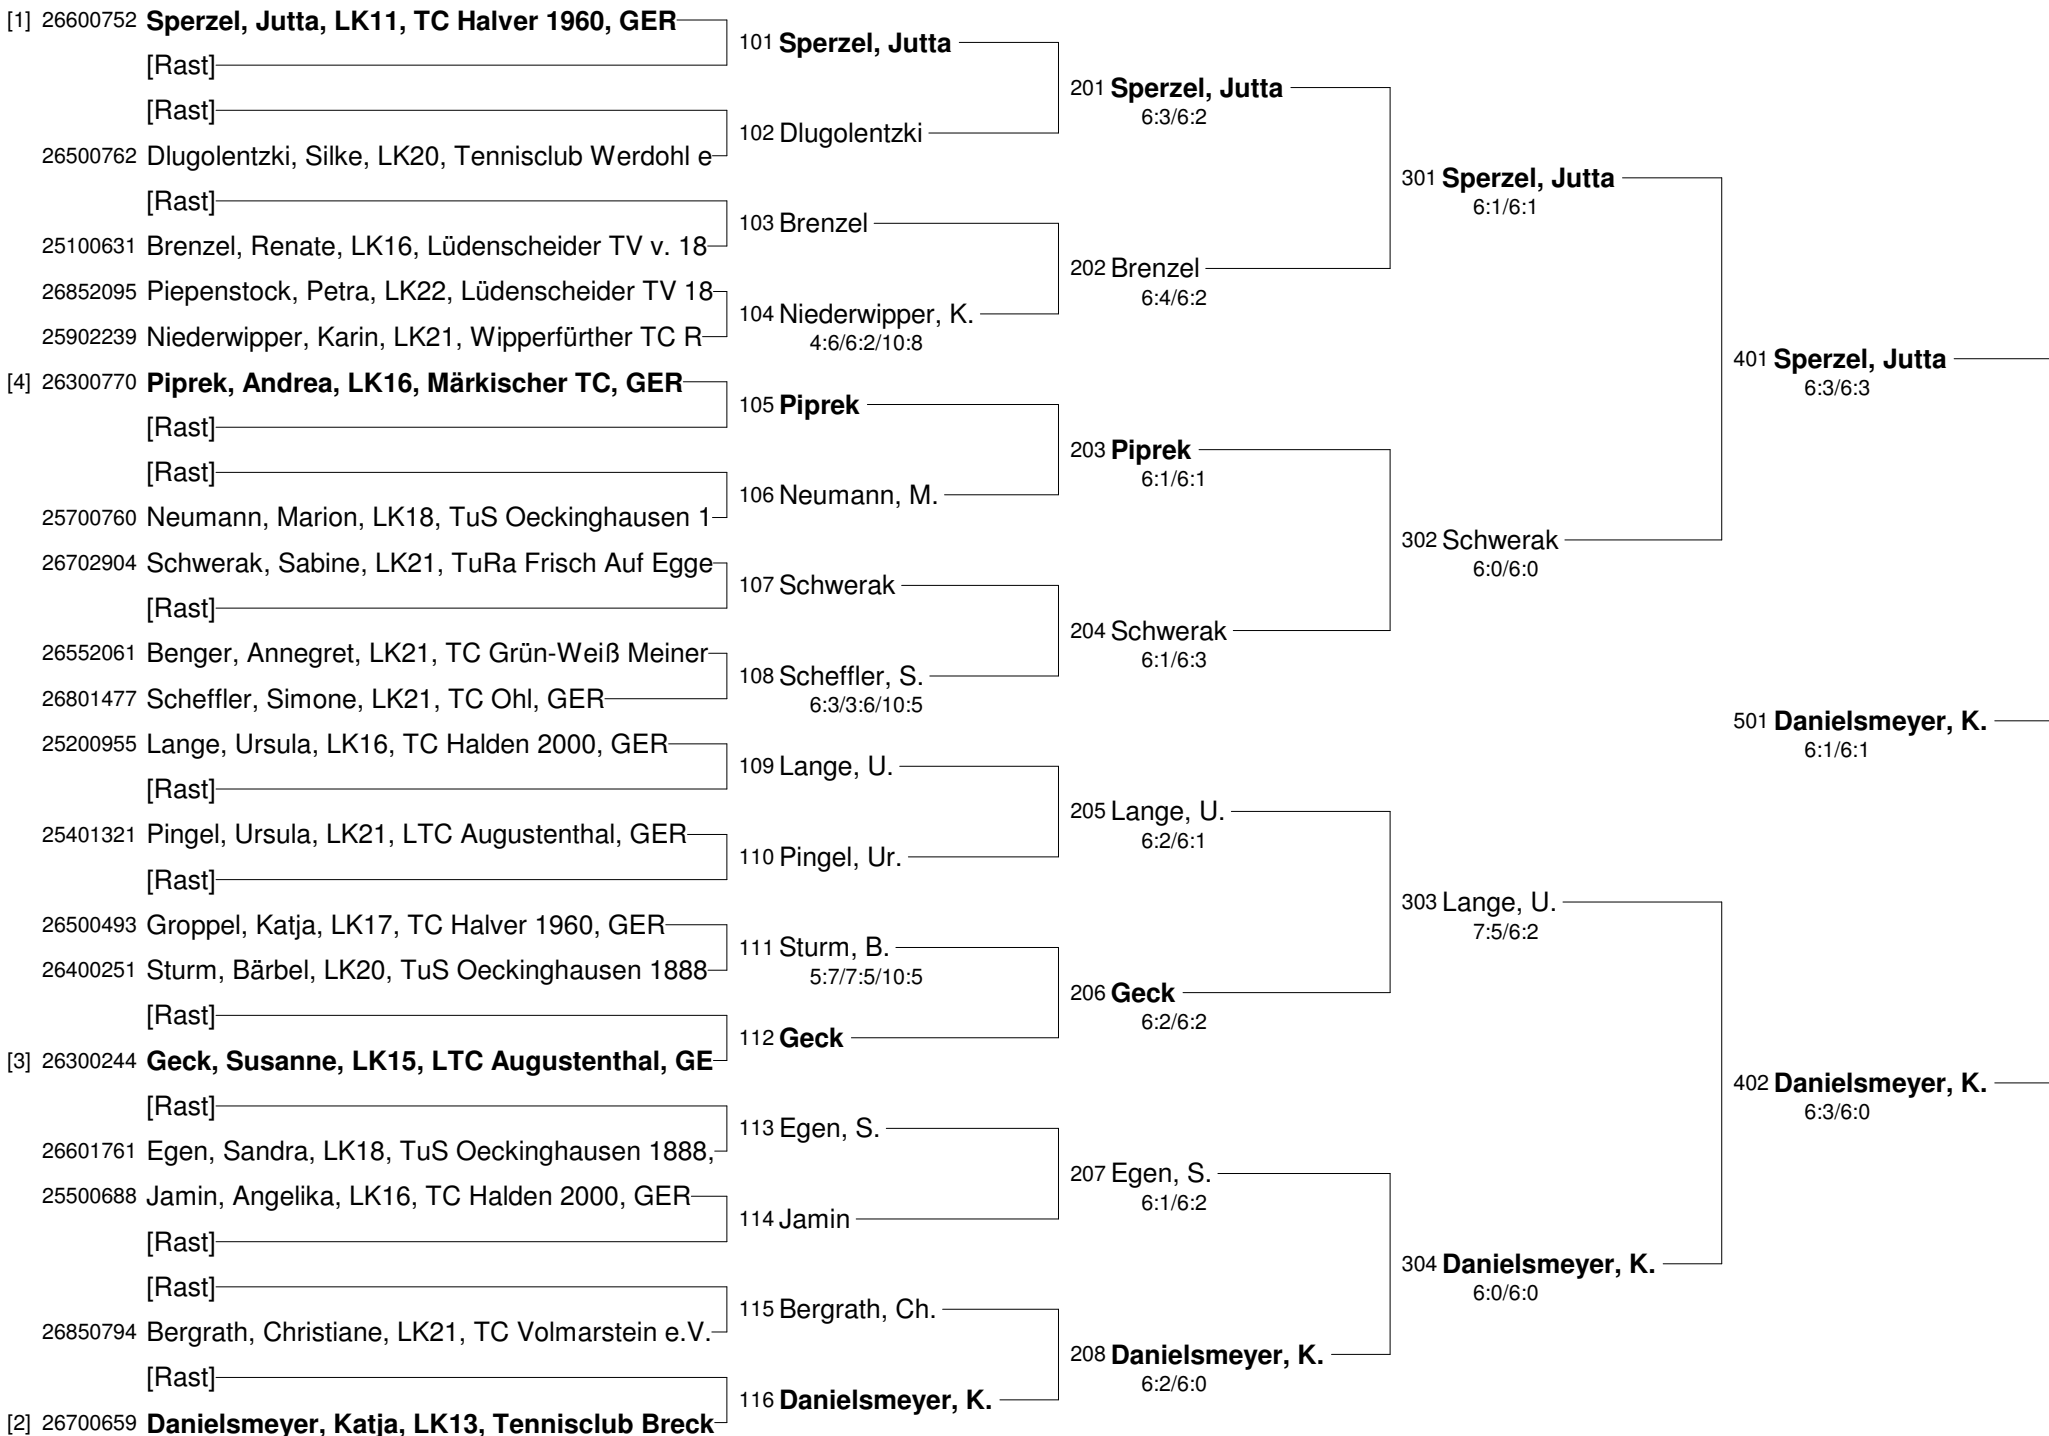 [1] 26600752 Sperzel, Jutta, LK11, TC Halver 1960, GER
[Rast]
[Rast]
26500762 Dlugolentzki, Silke, LK20, Tennisclub Werdohl e
[Rast]
25100631 Brenzel, Renate, LK16, Lüdenscheider TV v. 18
26852095 Piepenstock, Petra, LK22, Lüdenscheider TV 18
25902239 Niederwipper, Karin, LK21, Wipperfürther TC R
[4] 26300770 Piprek, Andrea, LK16, Märkischer TC, GER
[Rast]
[Rast]
25700760 Neumann, Marion, LK18, TuS Oeckinghausen 1
26702904 Schwerak, Sabine, LK21, TuRa Frisch Auf Egge
[Rast]
26552061 Benger, Annegret, LK21, TC Grün-Weiß Meiner
26801477 Scheffler, Simone, LK21, TC Ohl, GER
25200955 Lange, Ursula, LK16, TC Halden 2000, GER
[Rast]
25401321 Pingel, Ursula, LK21, LTC Augustenthal, GER
[Rast]
26500493 Groppel, Katja, LK17, TC Halver 1960, GER
26400251 Sturm, Bärbel, LK20, TuS Oeckinghausen 1888
[Rast]
[3] 26300244 Geck, Susanne, LK15, LTC Augustenthal, GE
[Rast]
26601761 Egen, Sandra, LK18, TuS Oeckinghausen 1888,
25500688 Jamin, Angelika, LK16, TC Halden 2000, GER
[Rast]
[Rast]
26850794 Bergrath, Christiane, LK21, TC Volmarstein e.V.
[Rast]
[2] 26700659 Danielsmeyer, Katja, LK13, Tennisclub Breck
101 Sperzel, Jutta
102 Dlugolentzki
103 Brenzel
104 Niederwipper, K.
4:6/6:2/10:8
105 Piprek
106 Neumann, M.
107 Schwerak
108 Scheffler, S.
6:3/3:6/10:5
109 Lange, U.
110 Pingel, Ur.
111 Sturm, B.
5:7/7:5/10:5
112 Geck
113 Egen, S.
114 Jamin
115 Bergrath, Ch.
116 Danielsmeyer, K.
201 Sperzel, Jutta
6:3/6:2
202 Brenzel
6:4/6:2
203 Piprek
6:1/6:1
204 Schwerak
6:1/6:3
205 Lange, U.
6:2/6:1
206 Geck
6:2/6:2
207 Egen, S.
6:1/6:2
208 Danielsmeyer, K.
6:2/6:0
301 Sperzel, Jutta
6:1/6:1
302 Schwerak
6:0/6:0
303 Lange, U.
7:5/6:2
304 Danielsmeyer, K.
6:0/6:0
401 Sperzel, Jutta
6:3/6:3
501 Danielsmeyer, K.
6:1/6:1
402 Danielsmeyer, K.
6:3/6:0